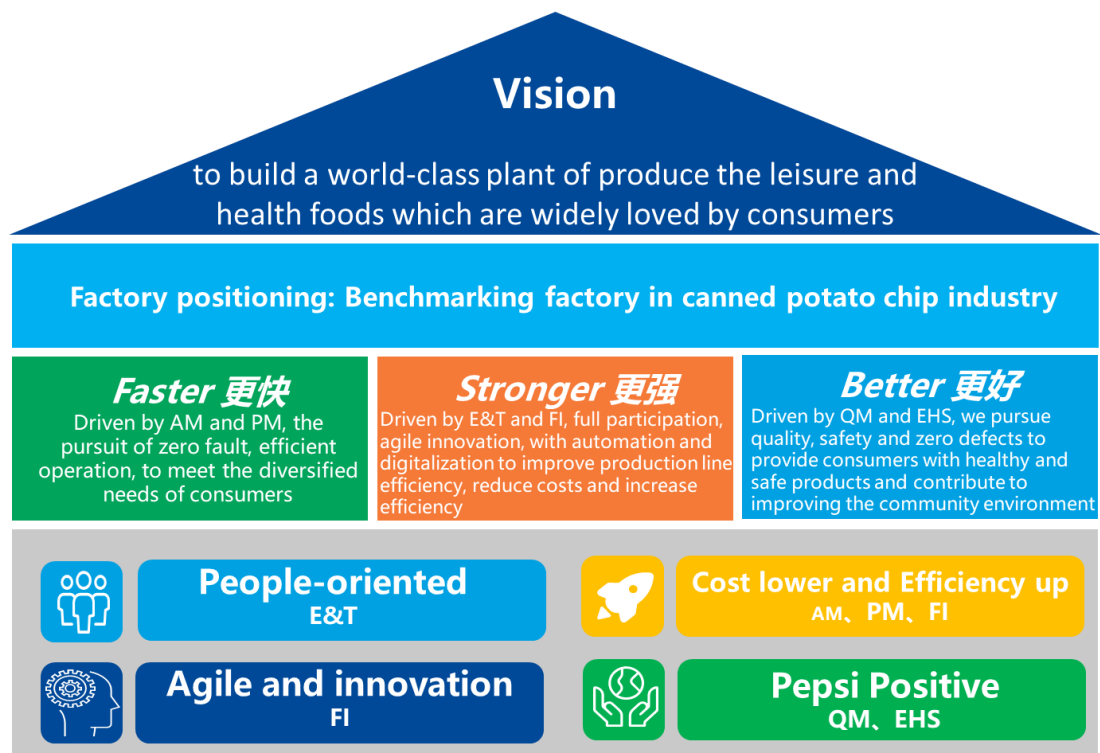 Vision
to build a world-class plant of produce the leisure and
health foods which are widely loved by consumers
Factory positioning: Benchmarking factory in canned potato chip industry
Faster 更快
Driven by AM and PM, the
pursuit of zero fault, efficient
operation, to meet the diversified
needs of consumers
Stronger 更强
Driven by E&T and FI, full participation,
agile innovation, with automation and
digitalization to improve production line
efficiency, reduce costs and increase
efficiency
Better 更好
Driven by QM and EHS, we pursue
quality, safety and zero defects to
provide consumers with healthy and
safe products and contribute to
improving the community environment
People-oriented
E&T
Cost lower and Efficiency up
AM、PM、FI
Agile and innovation
FI
Pepsi Positive
QM、EHS